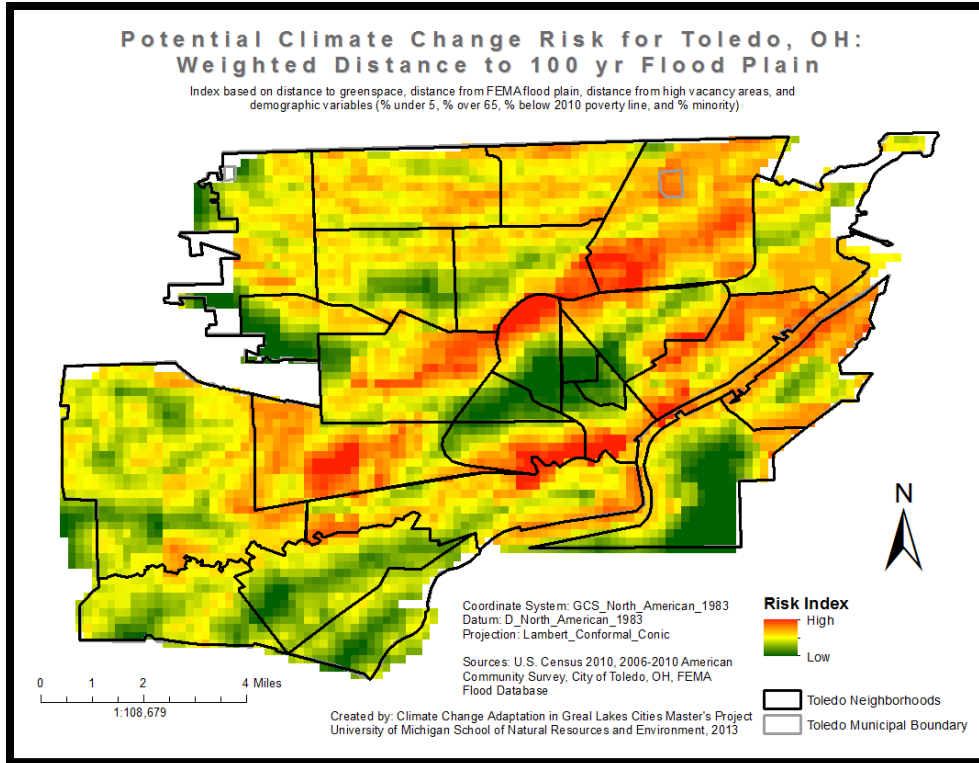 Potential Climate Change Risk for Toledo, OH:
Weighted Distance to 100 yr Flood Plain
Index based on distance to greenspace, distance from FEMA flood plain, distance from high vacancy areas, and
demographic variables (% under 5, % over 65, % below 2010 poverty line, and % minority)
N
Coordinate System: GCS_North_American_1983
Datum: D_North_American_1983
Projection: Lambert_Conformal_Conic
Sources: U.S. Census 2010, 2006-2010 American
Community Survey, City of Toledo, OH, FEMA
Flood Database
Risk Index
High
Low
0 1 2 4 Miles
1:108,679
Toledo Neighborhoods
Toledo Municipal Boundary
Created by: Climate Change Adaptation in Great Lakes Cities Master's Project
University of Michigan School of Natural Resources and Environment, 2013